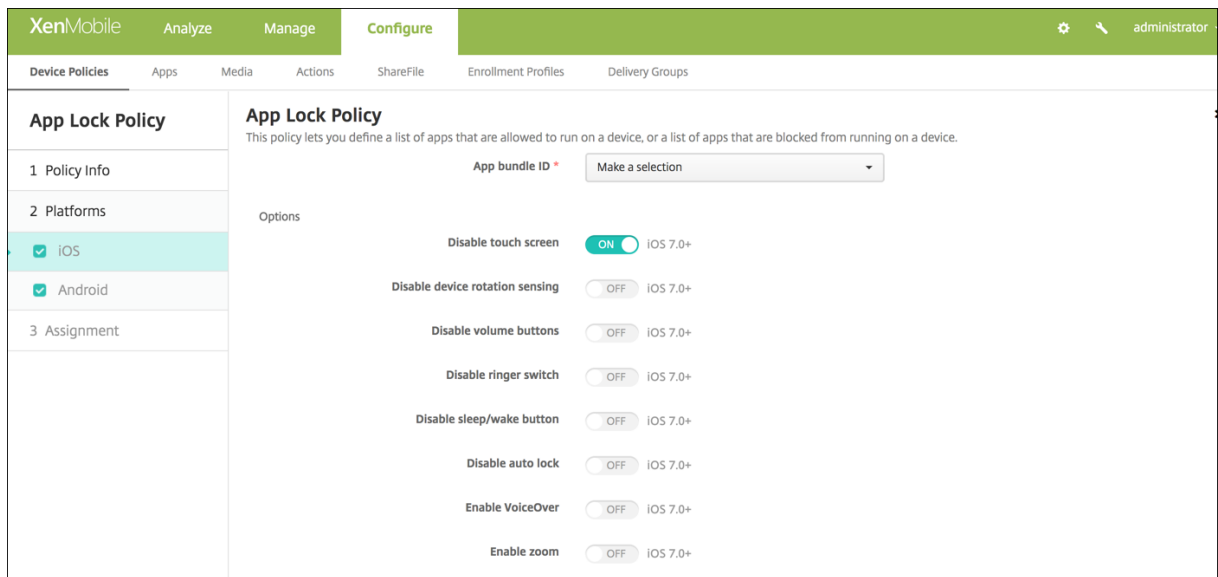 XenMobile Analyze Manage Configure administrator
Device Policies Apps Media Actions ShareFile Enrollment Profiles Delivery Groups
App Lock Policy
1 Policy Info
2 Platforms
iOS
Android
3 Assignment
App Lock Policy
This policy lets you define a list of apps that are allowed to run on a device, or a list of apps that are blocked from running on a device.
App bundle ID * Make a selection
Options
Disable touch screen ON iOS 7.0+
Disable device rotation sensing OFF iOS 7.0+
Disable volume buttons OFF iOS 7.0+
Disable ringer switch OFF iOS 7.0+
Disable sleep/wake button OFF iOS 7.0+
Disable auto lock OFF iOS 7.0+
Enable VoiceOver OFF iOS 7.0+
Enable zoom OFF iOS 7.0+